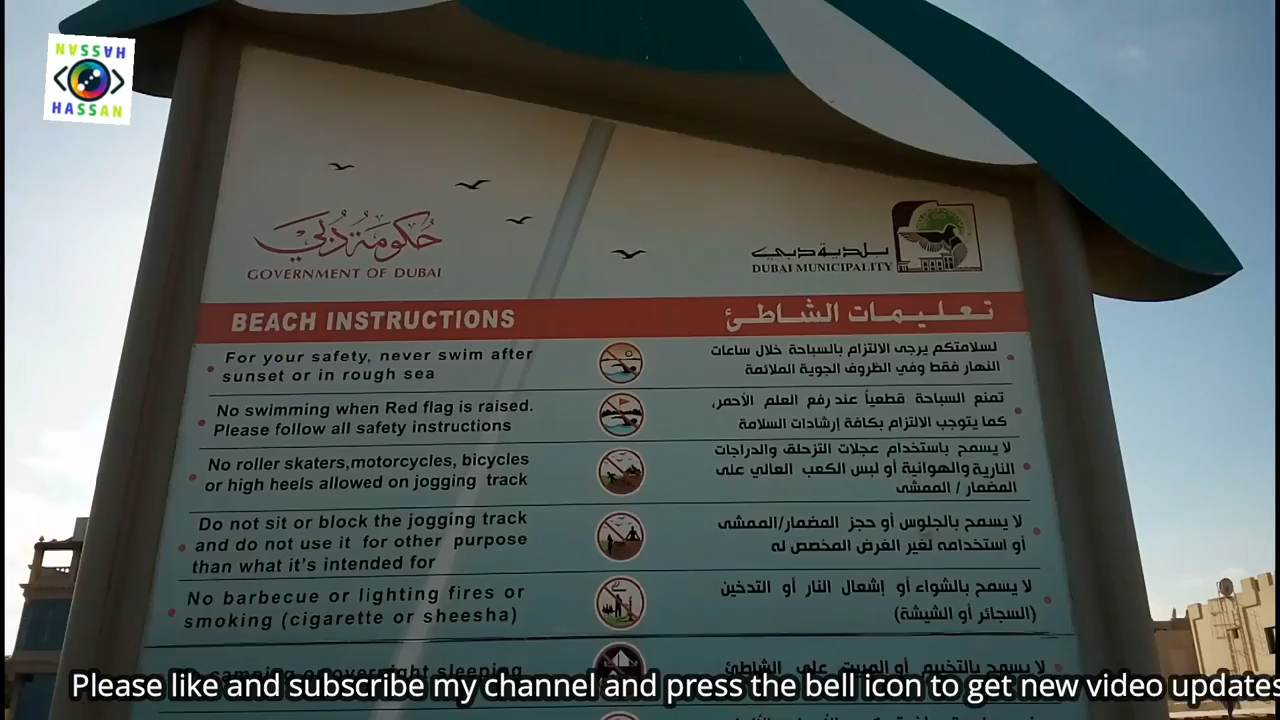 NASSAH
HASSAN
حكومة دبي
GOVERNMENT OF DUBAI
بلدية دبي
DUBAI MUNICIPALITY
BEACH INSTRUCTIONS
تعليمات الشاطئ
For your safety, never swim after
sunset or in rough sea
لسلامتكم يرجى الالتزام بالسباحة خلال ساعات
النهار فقط وفي الظروف الجوية الملائمة
No swimming when Red flag is raised.
Please follow all safety instructions
تمنع السباحة قطعياً عند رفع العلم الأحمر،
كما يتوجب الالتزام بكافة إرشادات السلامة
No roller skaters,motorcycles, bicycles
or high heels allowed on jogging track
لا يسمح باستخدام عجلات التزحلق والدراجات
النارية والهوائية أو لبس الكعب العالي على
المضمار / الممشى
Do not sit or block the jogging track
and do not use it for other purpose
than what it's intended for
لا يسمح بالجلوس أو حجز المضمار/الممشى
أو استخدامه لغير الغرض المخصص له
No barbecue or lighting fires or
smoking (cigarette or sheesha)
لا يسمح بالشواء أو إشعال النار أو التدخين
(السجائر أو الشيشة)
No camping or overnight sleeping
لا يسمح بالتخييم أو المبيت على الشاطئ
Please like and subscribe my channel and press the bell icon to get new video updates